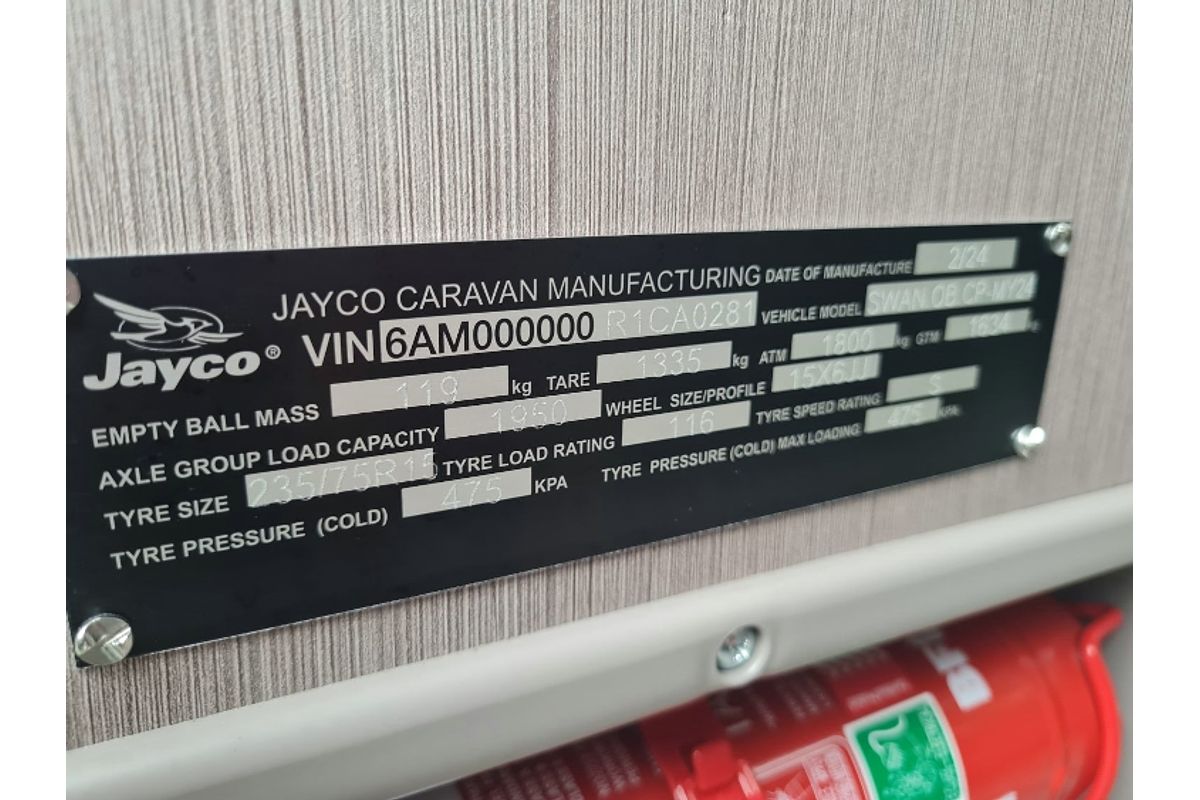 Jayco®
JAYCO CARAVAN MANUFACTURING DATE OF MANUFACTURE 2/24
VIN 6AM000000 R1CA0281 VEHICLE MODEL SWAN OB CP-MY24
EMPTY BALL MASS 119 kg TARE 1335 kg ATM 1800 kg GTM 1634 kg
AXLE GROUP LOAD CAPACITY 1950 WHEEL SIZE/PROFILE 15X6JJ
TYRE SIZE 235/75R15 TYRE LOAD RATING 116 TYRE SPEED RATING S
TYRE PRESSURE (COLD) 475 KPA TYRE PRESSURE (COLD) MAX LOADING 475 KPA